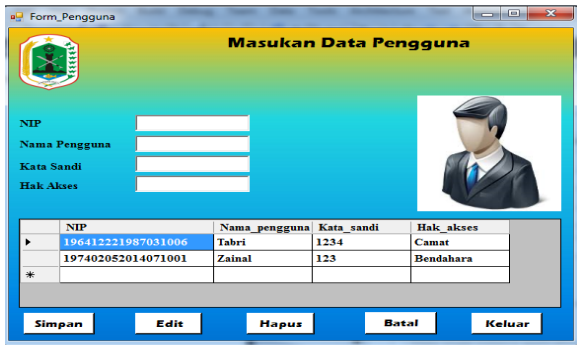 Form_Pengguna
Masukan Data Pengguna
NIP
Nama Pengguna
Kata Sandi
Hak Akses
NIP Nama_pengguna Kata_sandi Hak_akses
196412221987031006 Tabri 1234 Camat
197402052014071001 Zainal 123 Bendahara
Simpan Edit Hapus Batal Keluar